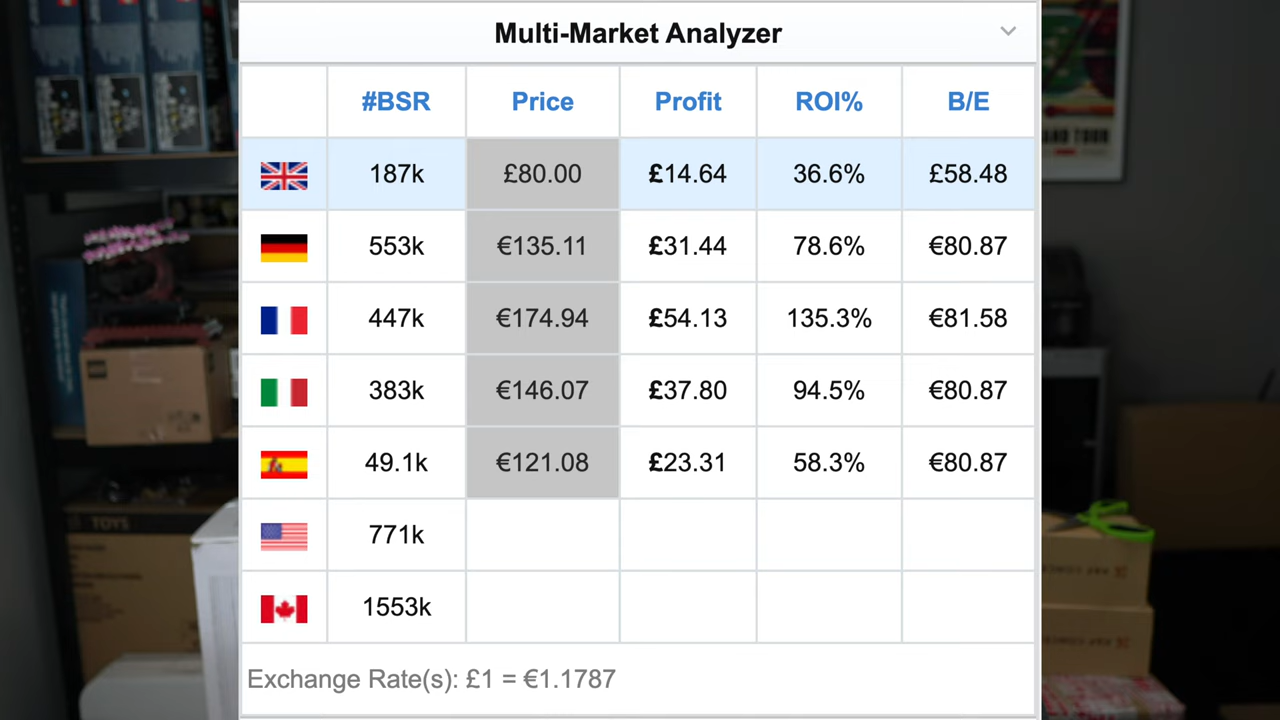 Multi-Market Analyzer
#BSR Price Profit ROI% B/E
187k £80.00 £14.64 36.6% £58.48
553k €135.11 £31.44 78.6% €80.87
447k €174.94 £54.13 135.3% €81.58
383k €146.07 £37.80 94.5% €80.87
49.1k €121.08 £23.31 58.3% €80.87
771k
1553k
Exchange Rate(s): £1 = €1.1787
AND TOUR
TOYS